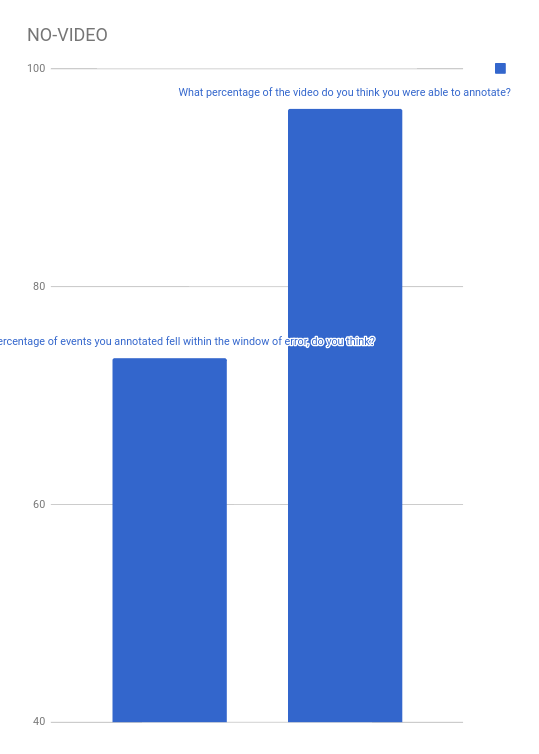 NO-VIDEO
100
What percentage of the video do you think you were able to annotate?
80
ercentage of events you annotated fell within the window of error, do you think?
60
40